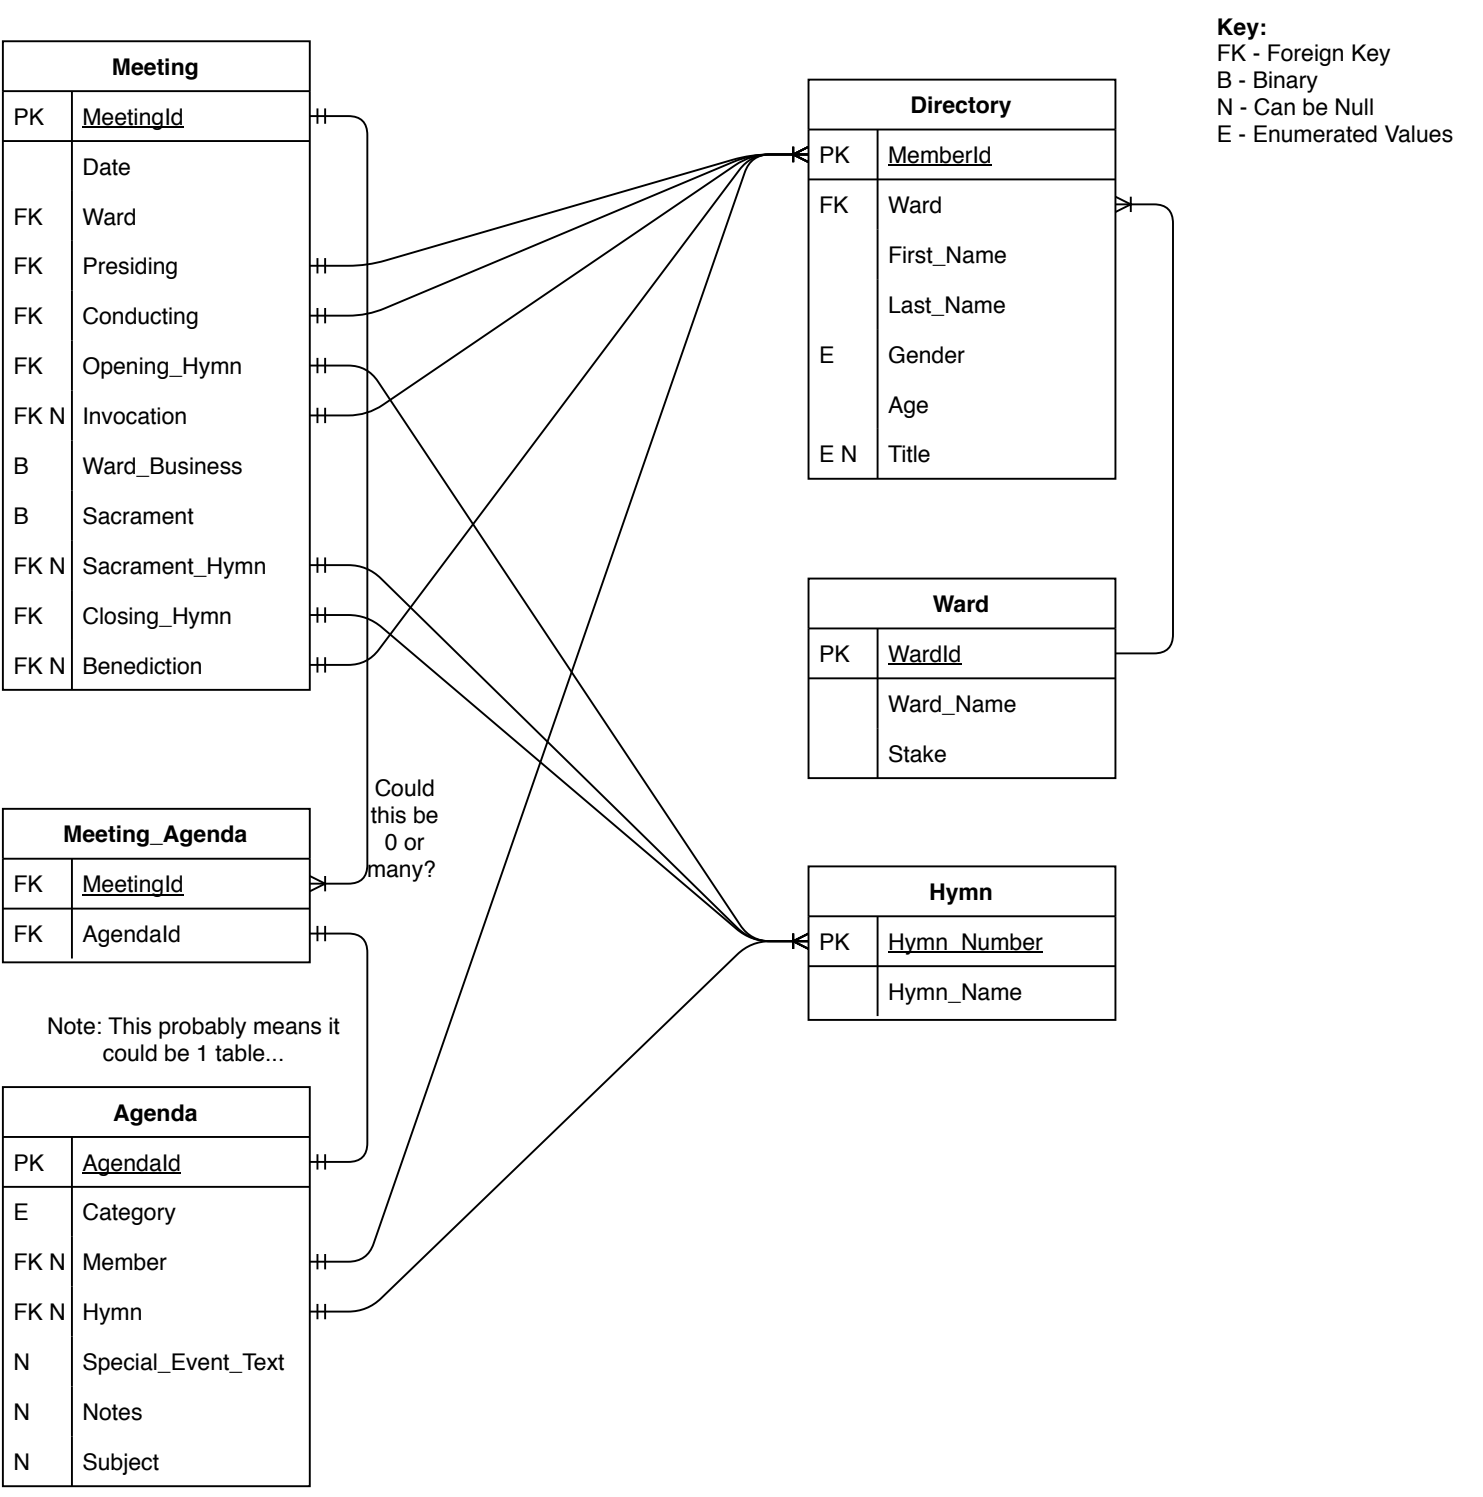 Key:
FK - Foreign Key
B - Binary
N - Can be Null
E - Enumerated Values
Meeting
PK MeetingId
Date
FK Ward
FK Presiding
FK Conducting
FK Opening_Hymn
FK N Invocation
B Ward_Business
B Sacrament
FK N Sacrament_Hymn
FK Closing_Hymn
FK N Benediction
Directory
PK MemberId
FK Ward
First_Name
Last_Name
E Gender
Age
E N Title
Ward
PK WardId
Ward_Name
Stake
Could
this be
0 or
many?
Meeting_Agenda
FK MeetingId
FK AgendaId
Hymn
PK Hymn_Number
Hymn_Name
Note: This probably means it
could be 1 table...
Agenda
PK AgendaId
E Category
FK N Member
FK N Hymn
N Special_Event_Text
N Notes
N Subject